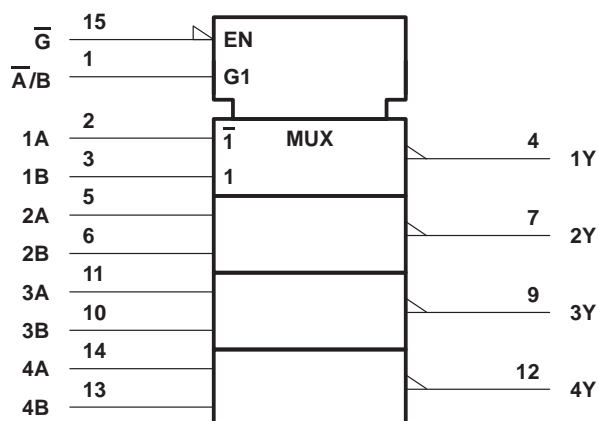 G̅ 15 EN
A̅/B 1 G1
1A 2 1̅ MUX 4 1Y
1B 3 1
2A 5 7 2Y
2B 6
3A 11 9 3Y
3B 10
4A 14 12 4Y
4B 13